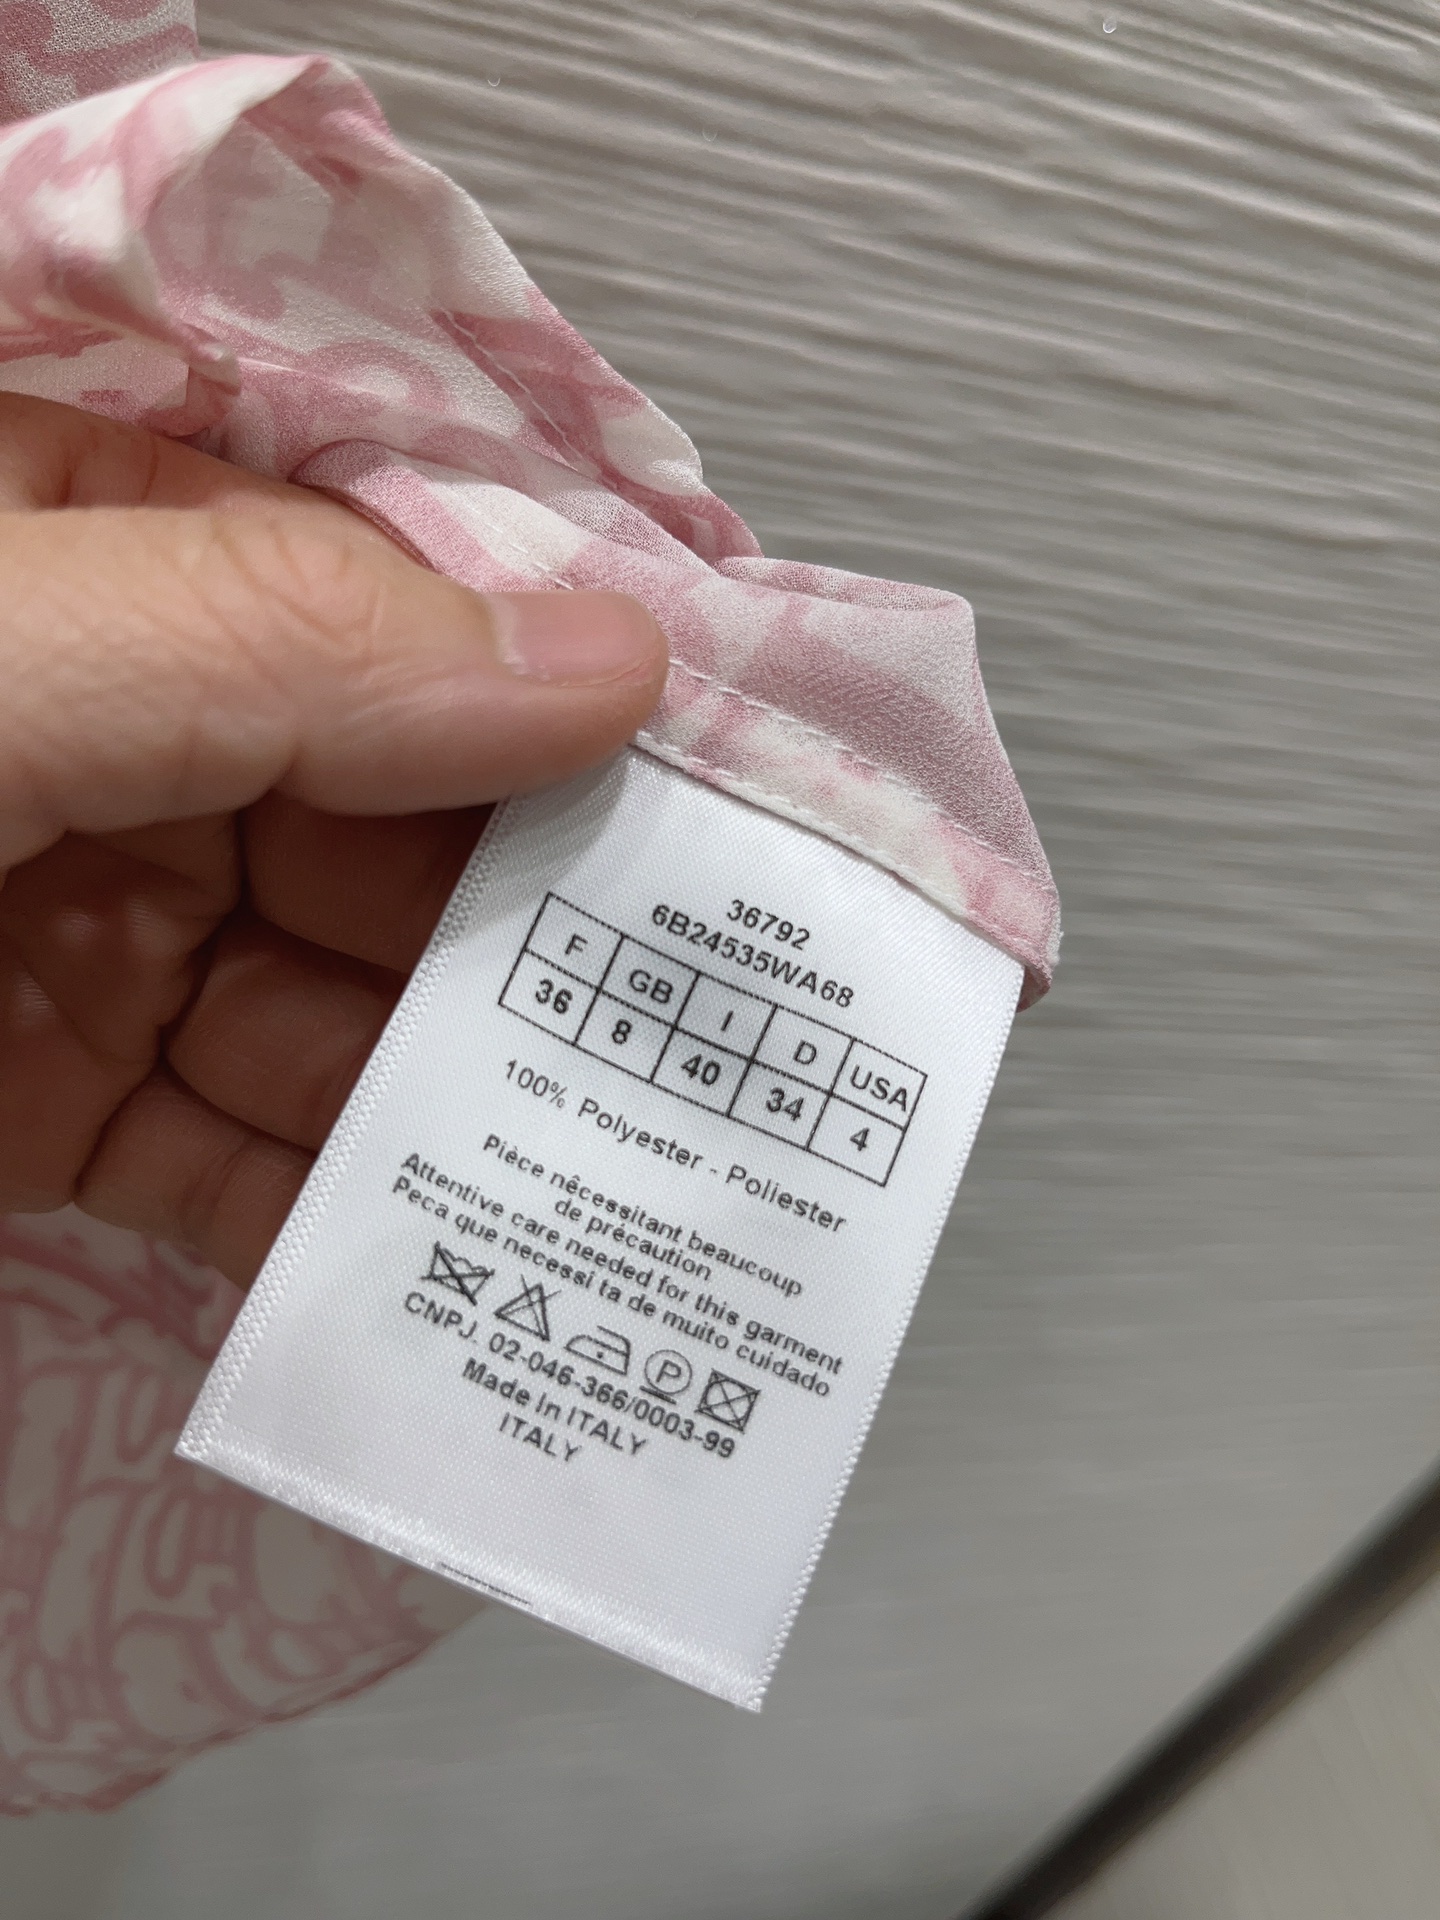 36792
6B24535WA68
F GB I D USA
36 8 40 34 4
100% Polyester - Poliester
Pièce nêcessitant beaucoup
de précaution
Attentive care needed for this garment
Peca que necessi ta de muito cuidado
P
CNPJ. 02-046-366/0003-99
Made in ITALY
ITALY